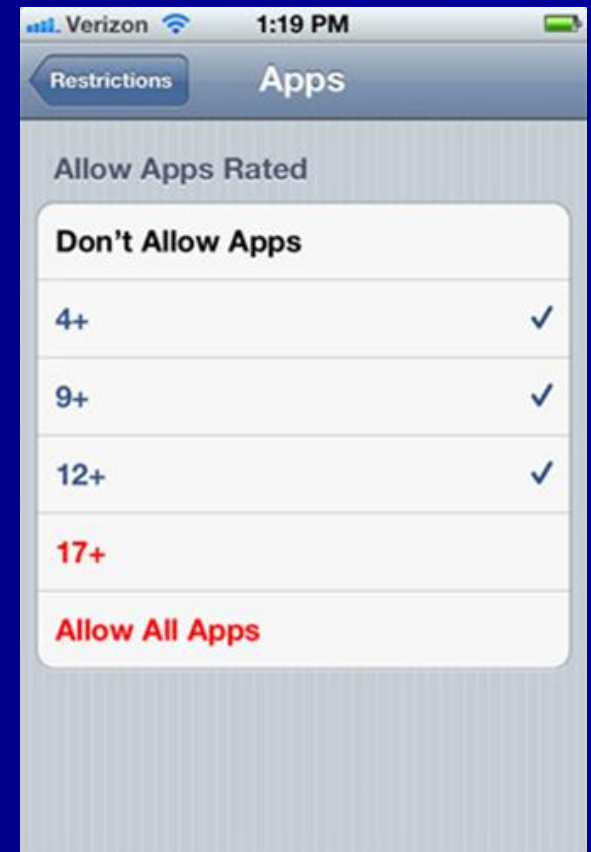 Verizon 1:19 PM
Restrictions Apps
Allow Apps Rated
Don't Allow Apps
4+
9+
12+
17+
Allow All Apps